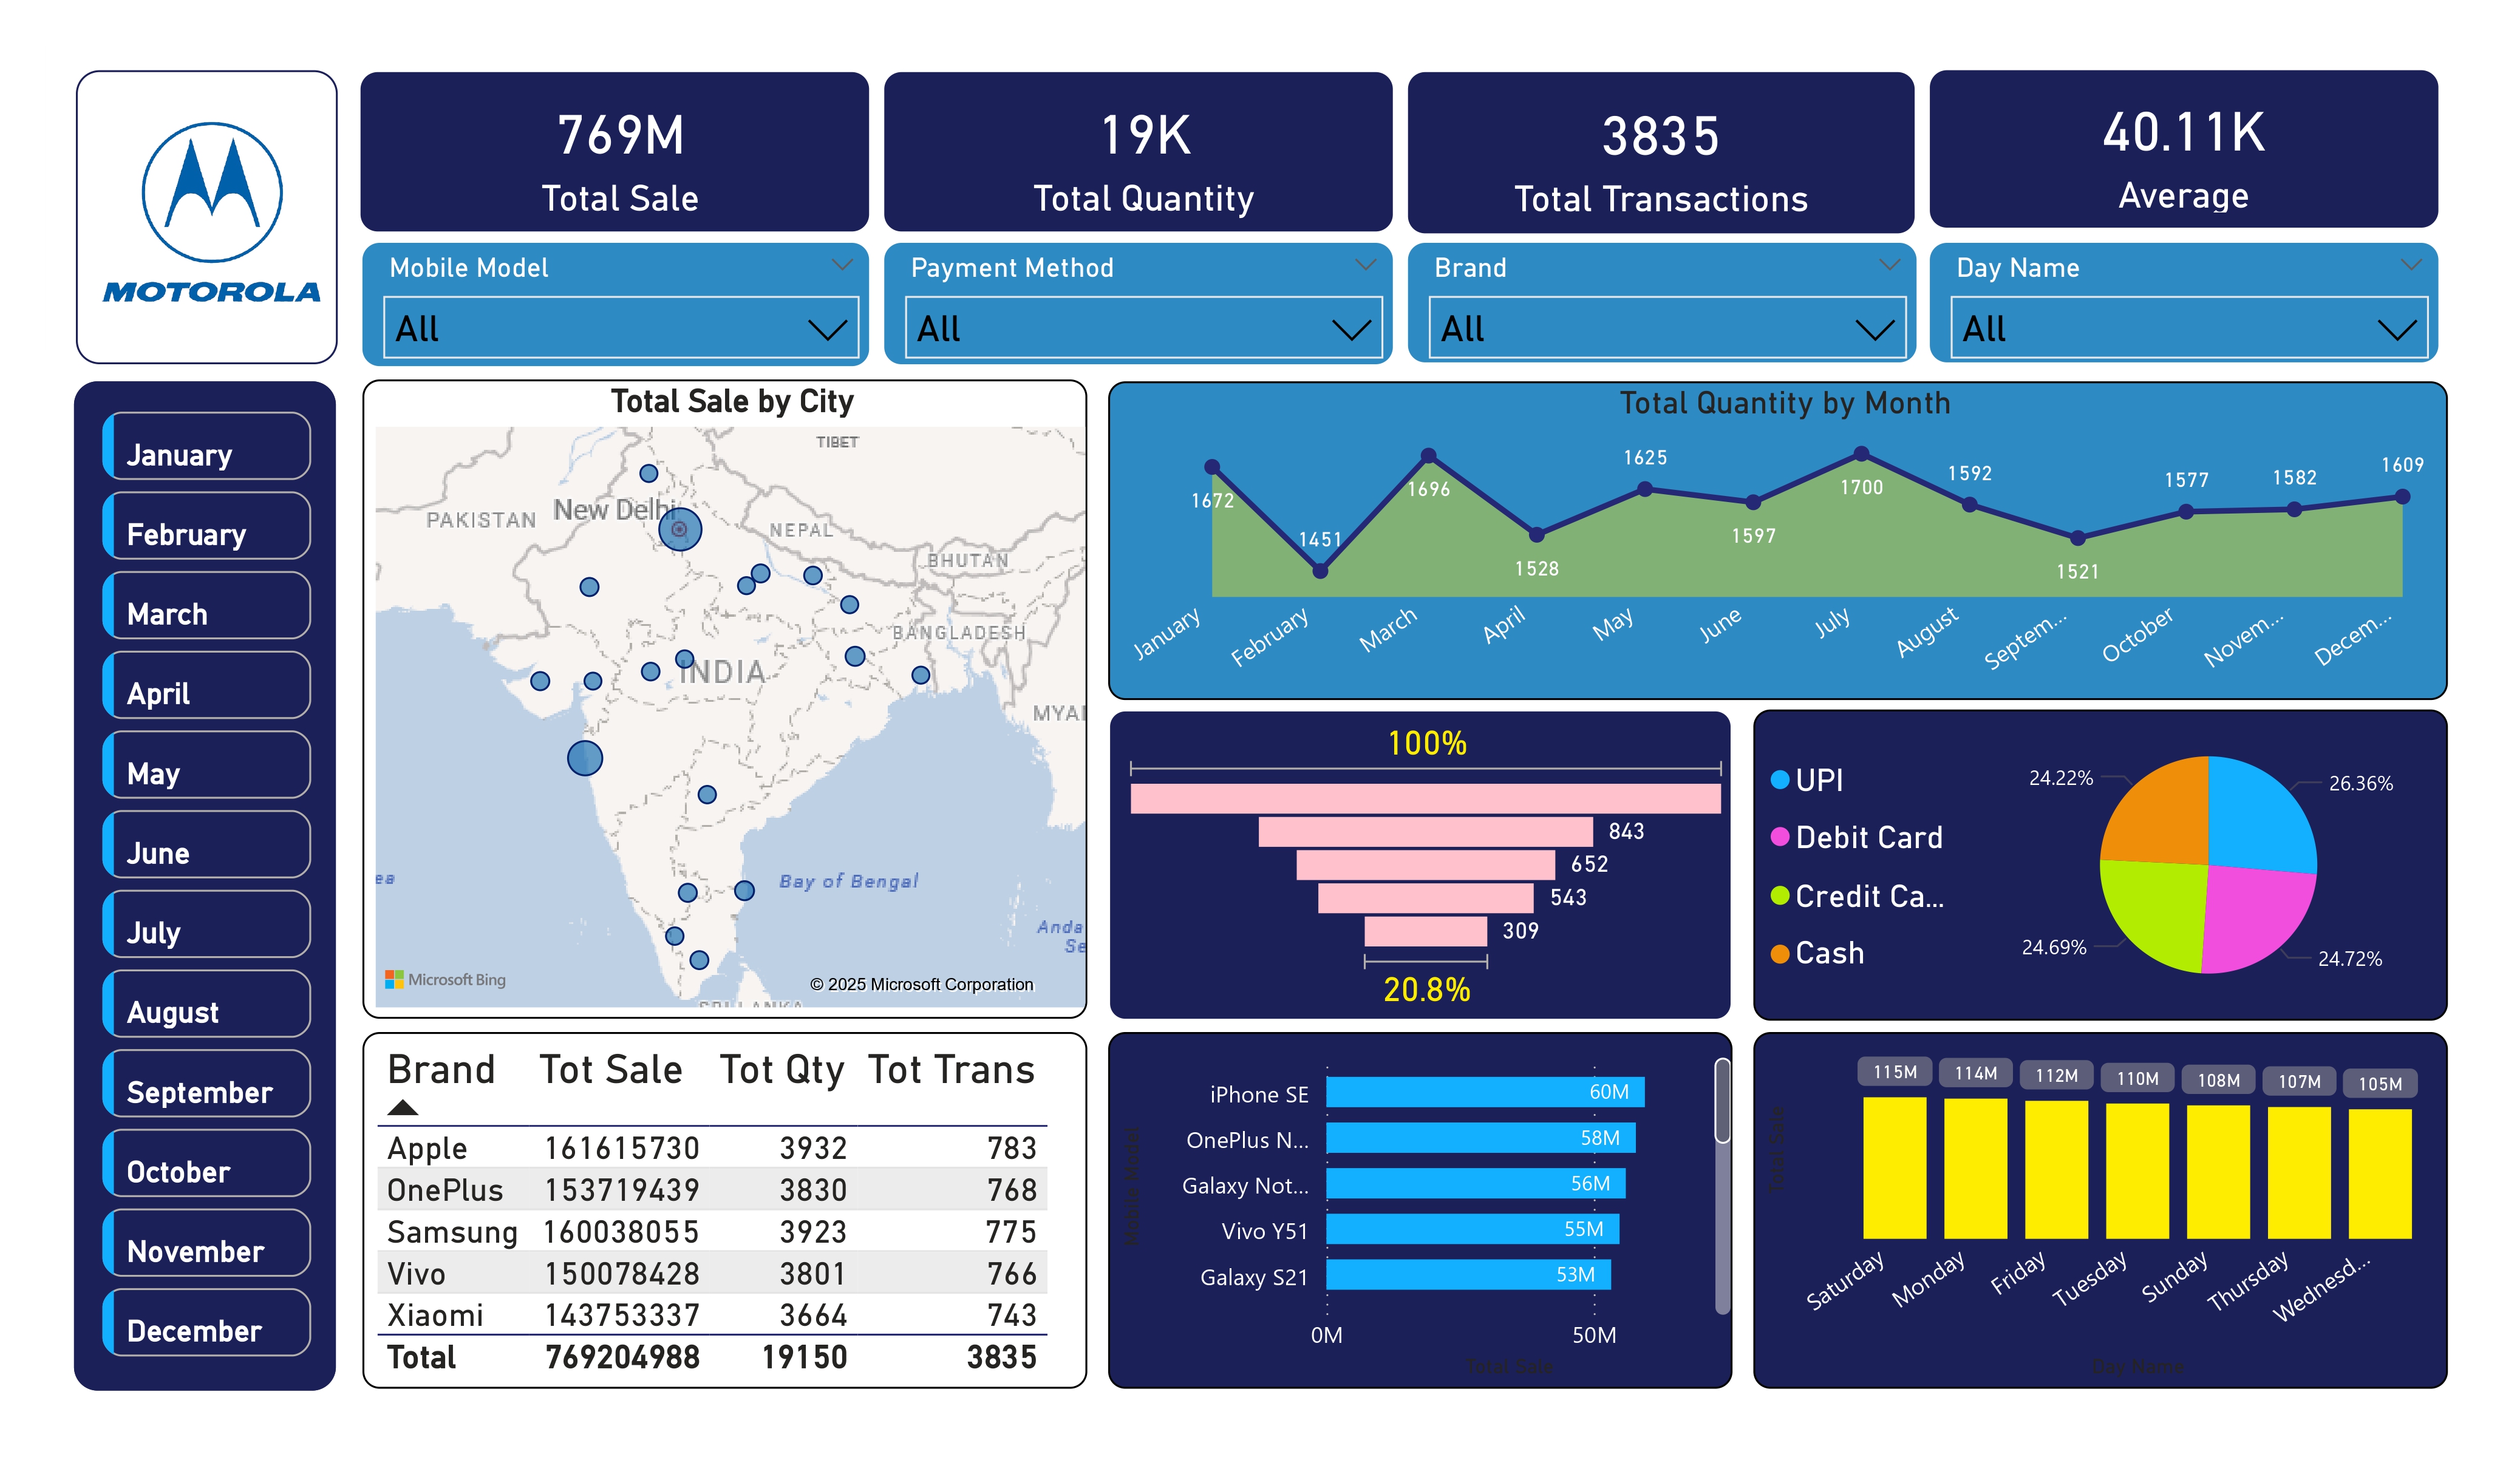 MOTOROLA
769M
Total Sale
19K
Total Quantity
3835
Total Transactions
40.11K
Average
Mobile Model
All
Payment Method
All
Brand
All
Day Name
All
January
February
March
April
May
June
July
August
September
October
November
December
Total Sale by City
TIBET
New Delhi
PAKISTAN
NEPAL
BHUTAN
BANGLADESH
INDIA
MYA
ea
Bay of Bengal
Anda
Se
Microsoft Bing
© 2025 Microsoft Corporation
SRI LANKA
Total Quantity by Month
1672
1451
1696
1528
1625
1597
1700
1592
1521
1577
1582
1609
January
February
March
April
May
June
July
August
Septem...
October
Novem...
Decem...
100%
843
652
543
309
20.8%
UPI
Debit Card
Credit Ca...
Cash
24.22%
26.36%
24.69%
24.72%
Brand Tot Sale Tot Qty Tot Trans
Apple 161615730 3932 783
OnePlus 153719439 3830 768
Samsung 160038055 3923 775
Vivo 150078428 3801 766
Xiaomi 143753337 3664 743
Total 769204988 19150 3835
Mobile Model
iPhone SE 60M
OnePlus N... 58M
Galaxy Not... 56M
Vivo Y51 55M
Galaxy S21 53M
0M 50M
Total Sale
Total Sale
115M 114M 112M 110M 108M 107M 105M
Saturday
Monday
Friday
Tuesday
Sunday
Thursday
Wednesd...
Day Name